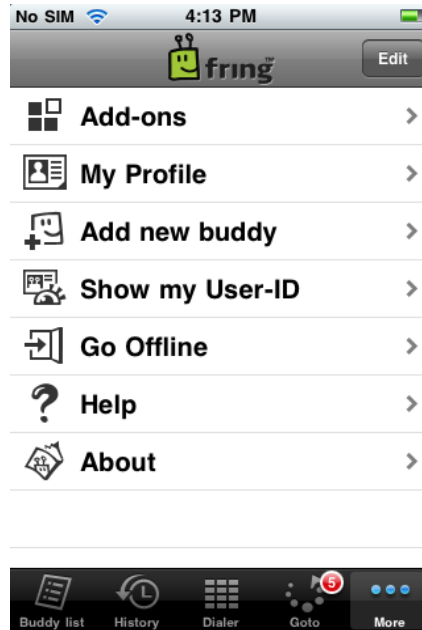 No SIM 4:13 PM
fring™
Edit
Add-ons
My Profile
Add new buddy
Show my User-ID
Go Offline
Help
About
5
Buddy list History Dialer Goto More